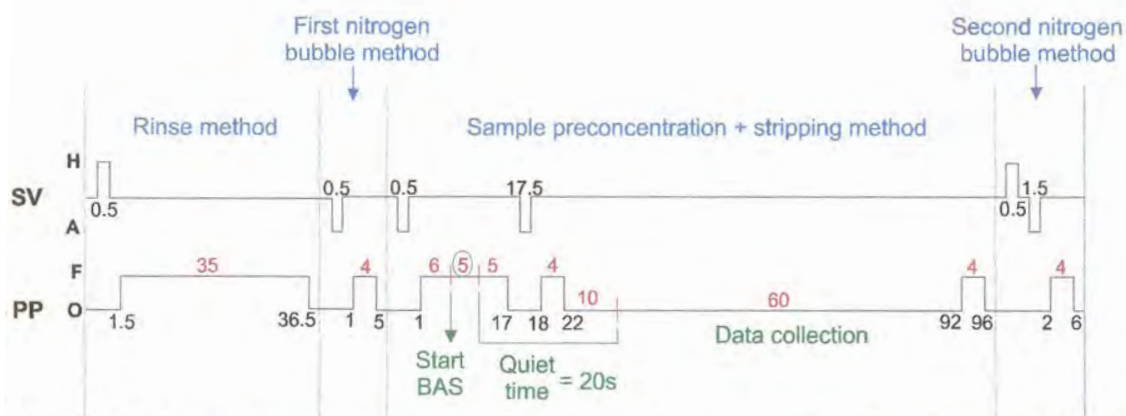 First nitrogen
bubble method
Second nitrogen
bubble method
Rinse method
Sample preconcentration + stripping method
H
SV
A
0.5
0.5
0.5
17.5
0.5
1.5
F
PP
O
35
4
6
5
5
4
10
60
4
4
1.5
36.5
1
5
1
17
18
22
92
96
2
6
Start
BAS
Quiet
time = 20s
Data collection